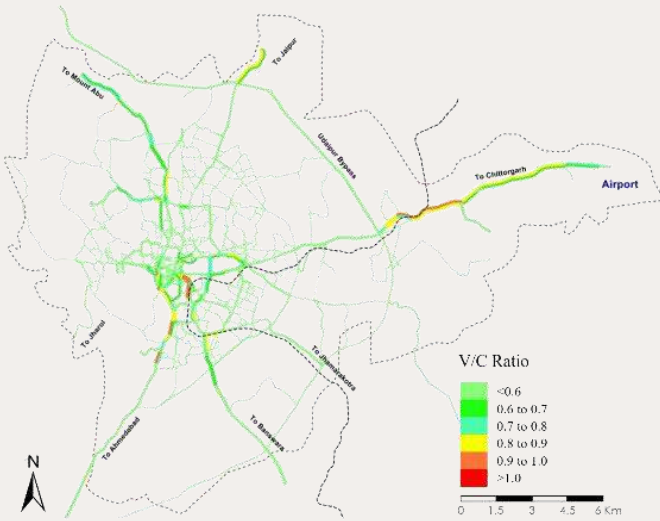 To Jaipur
To Mount Abu
Udaipur Bypass
To Chittorgarh
Airport
To Jharol
To Jhamarakotra
To Ahmedabad
To Banswara
V/C Ratio
<0.6
0.6 to 0.7
0.7 to 0.8
0.8 to 0.9
0.9 to 1.0
>1.0
N
0 1.5 3 4.5 6 Km